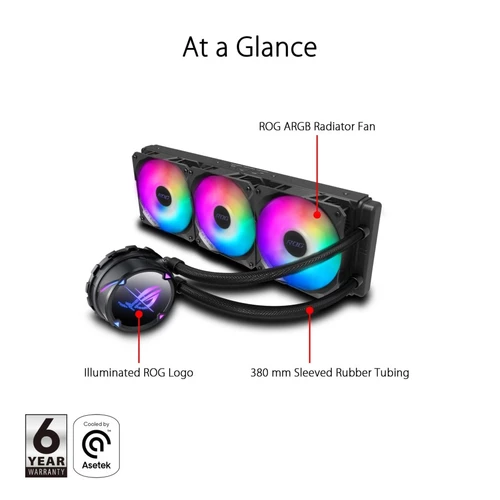 At a Glance
ROG ARGB Radiator Fan
Illuminated ROG Logo
380 mm Sleeved Rubber Tubing
6
YEAR
WARRANTY
Cooled by
Asetek